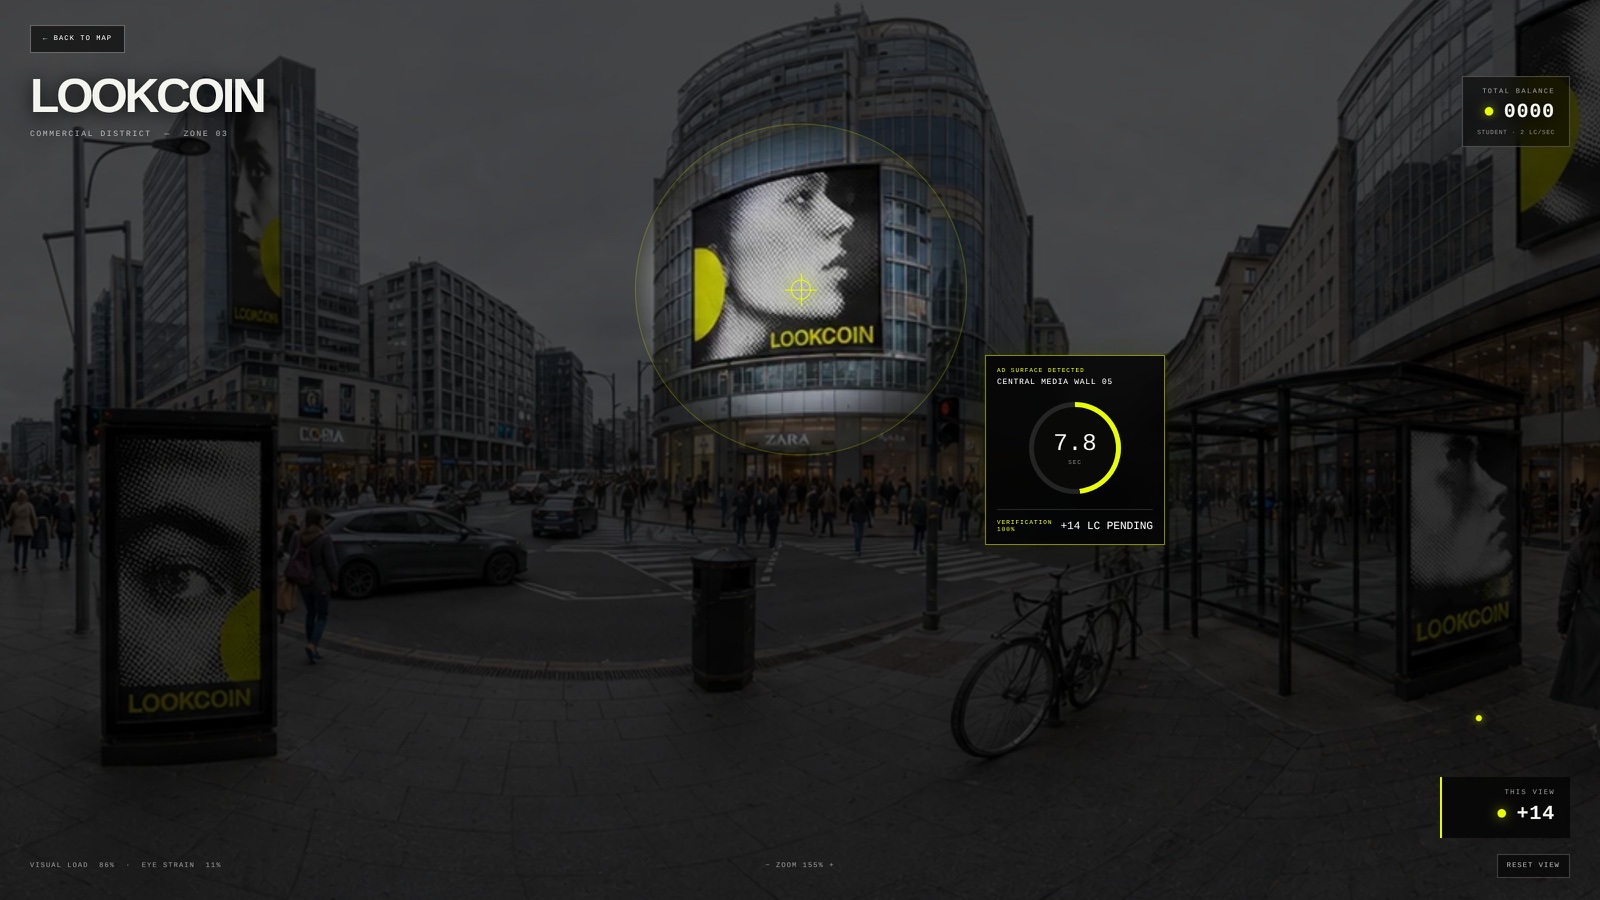 ← BACK TO MAP
LOOKCOIN
COMMERCIAL DISTRICT — ZONE 03
TOTAL BALANCE
0000
STUDENT · 2 LC/SEC
LOOKCOIN
LOOKCOIN
AD SURFACE DETECTED
CENTRAL MEDIA WALL 05
7.8
SEC
VERIFICATION
100%
+14 LC PENDING
ZARA
LOOKCOIN
LOOKCOIN
THIS VIEW
+14
VISUAL LOAD 86% · EYE STRAIN 11%
− ZOOM 155% +
RESET VIEW